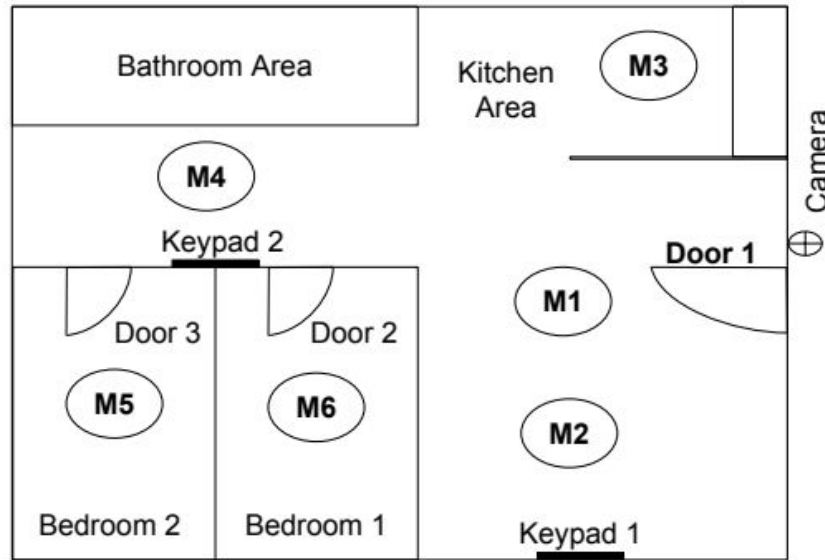 Bathroom Area
Kitchen
Area
M3
Camera
M4
Keypad 2
Door 1
M1
Door 3
Door 2
M5
M6
M2
Bedroom 2
Bedroom 1
Keypad 1